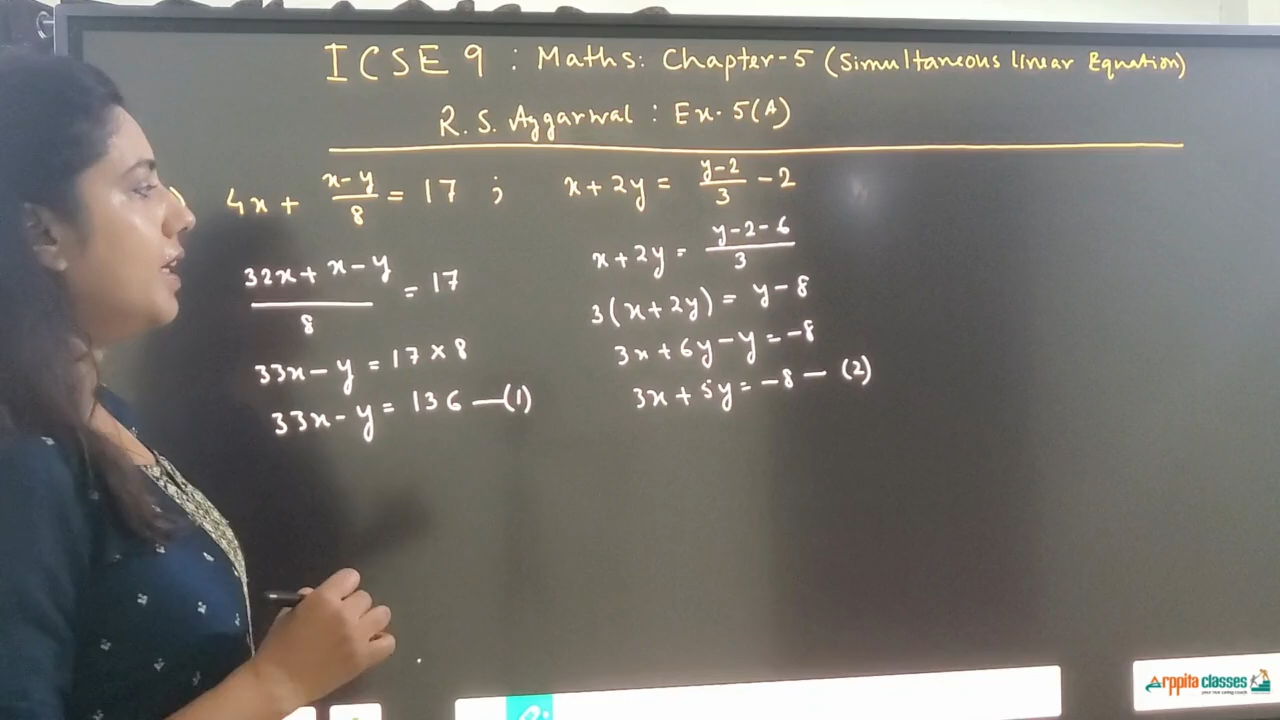 ICSE 9 : Maths: Chapter-5 (Simultaneous linear Equation)
R. S. Aggarwal : Ex. 5(A)
) 4x + (x-y)/8 = 17 ; x + 2y = (y-2)/3 - 2
(32x + x - y)/8 = 17
33x - y = 17 × 8
33x - y = 136 —(1)
x + 2y = (y-2-6)/3
3(x + 2y) = y - 8
3x + 6y - y = -8
3x + 5y = -8 — (2)
Arppita classes